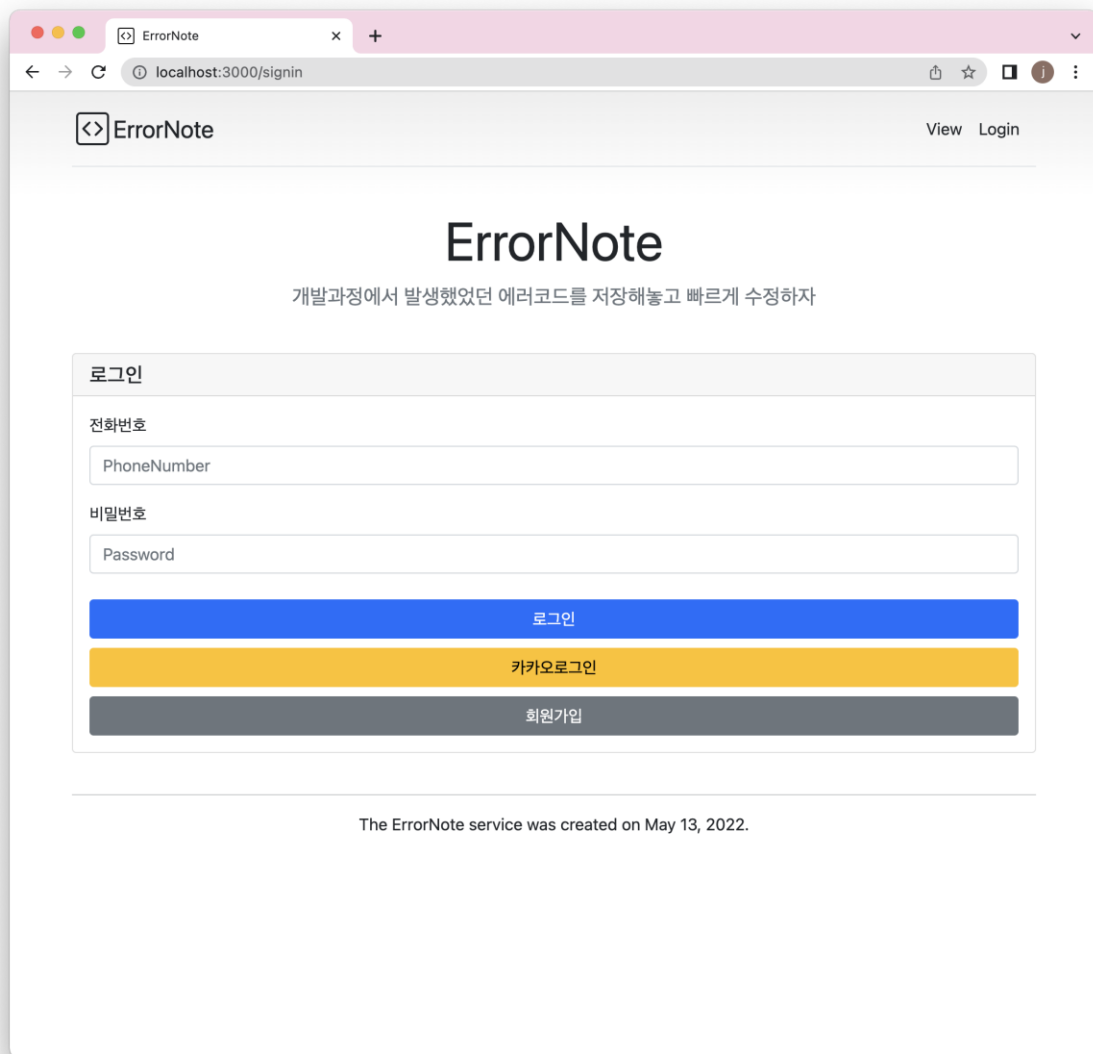 ErrorNote
localhost:3000/signin
j
ErrorNote
View Login
ErrorNote
개발과정에서 발생했었던 에러코드를 저장해놓고 빠르게 수정하자
로그인
전화번호
PhoneNumber
비밀번호
Password
로그인
카카오로그인
회원가입
The ErrorNote service was created on May 13, 2022.